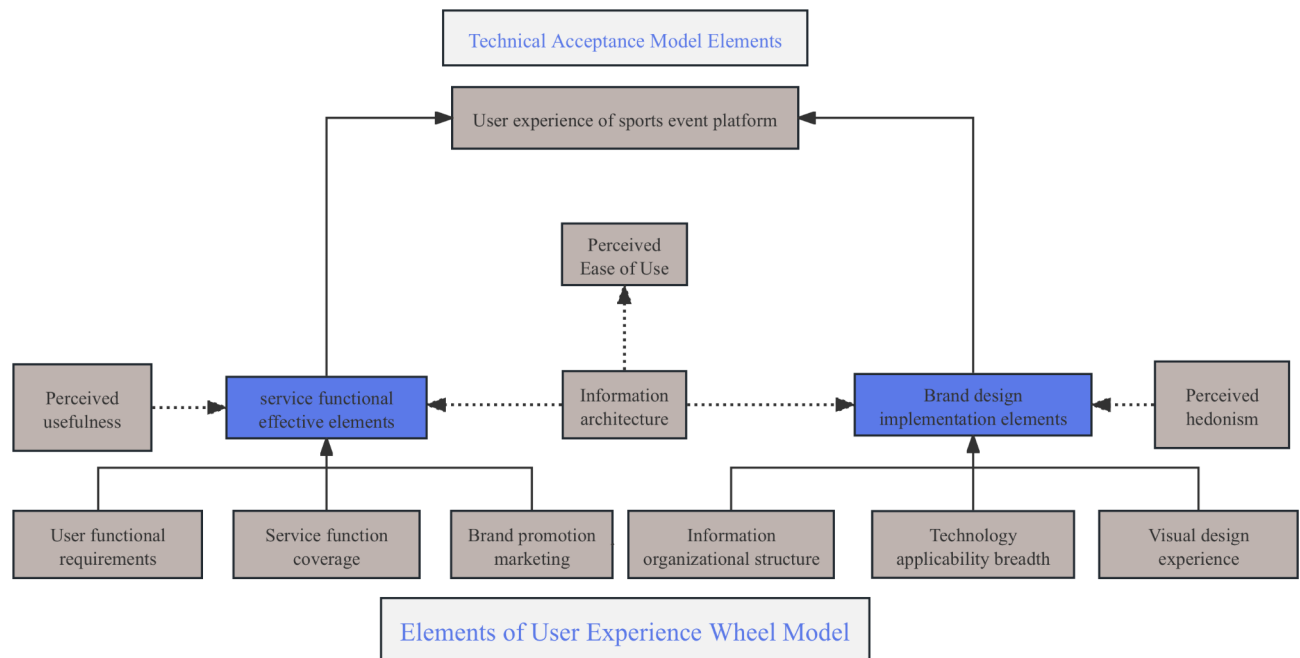 Technical Acceptance Model Elements
User experience of sports event platform
Perceived
Ease of Use
Perceived
usefulness
service functional
effective elements
Information
architecture
Brand design
implementation elements
Perceived
hedonism
User functional
requirements
Service function
coverage
Brand promotion
marketing
Information
organizational structure
Technology
applicability breadth
Visual design
experience
Elements of User Experience Wheel Model